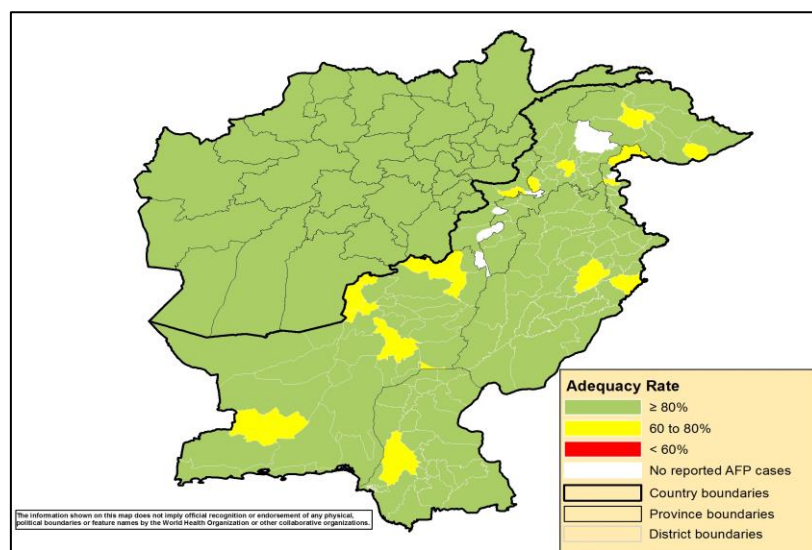 Adequacy Rate
≥ 80%
60 to 80%
< 60%
No reported AFP cases
Country boundaries
Province boundaries
District boundaries
The information shown on this map does not imply official recognition or endorsement of any physical,
political boundaries or feature names by the World Health Organization or other collaborative organizations.